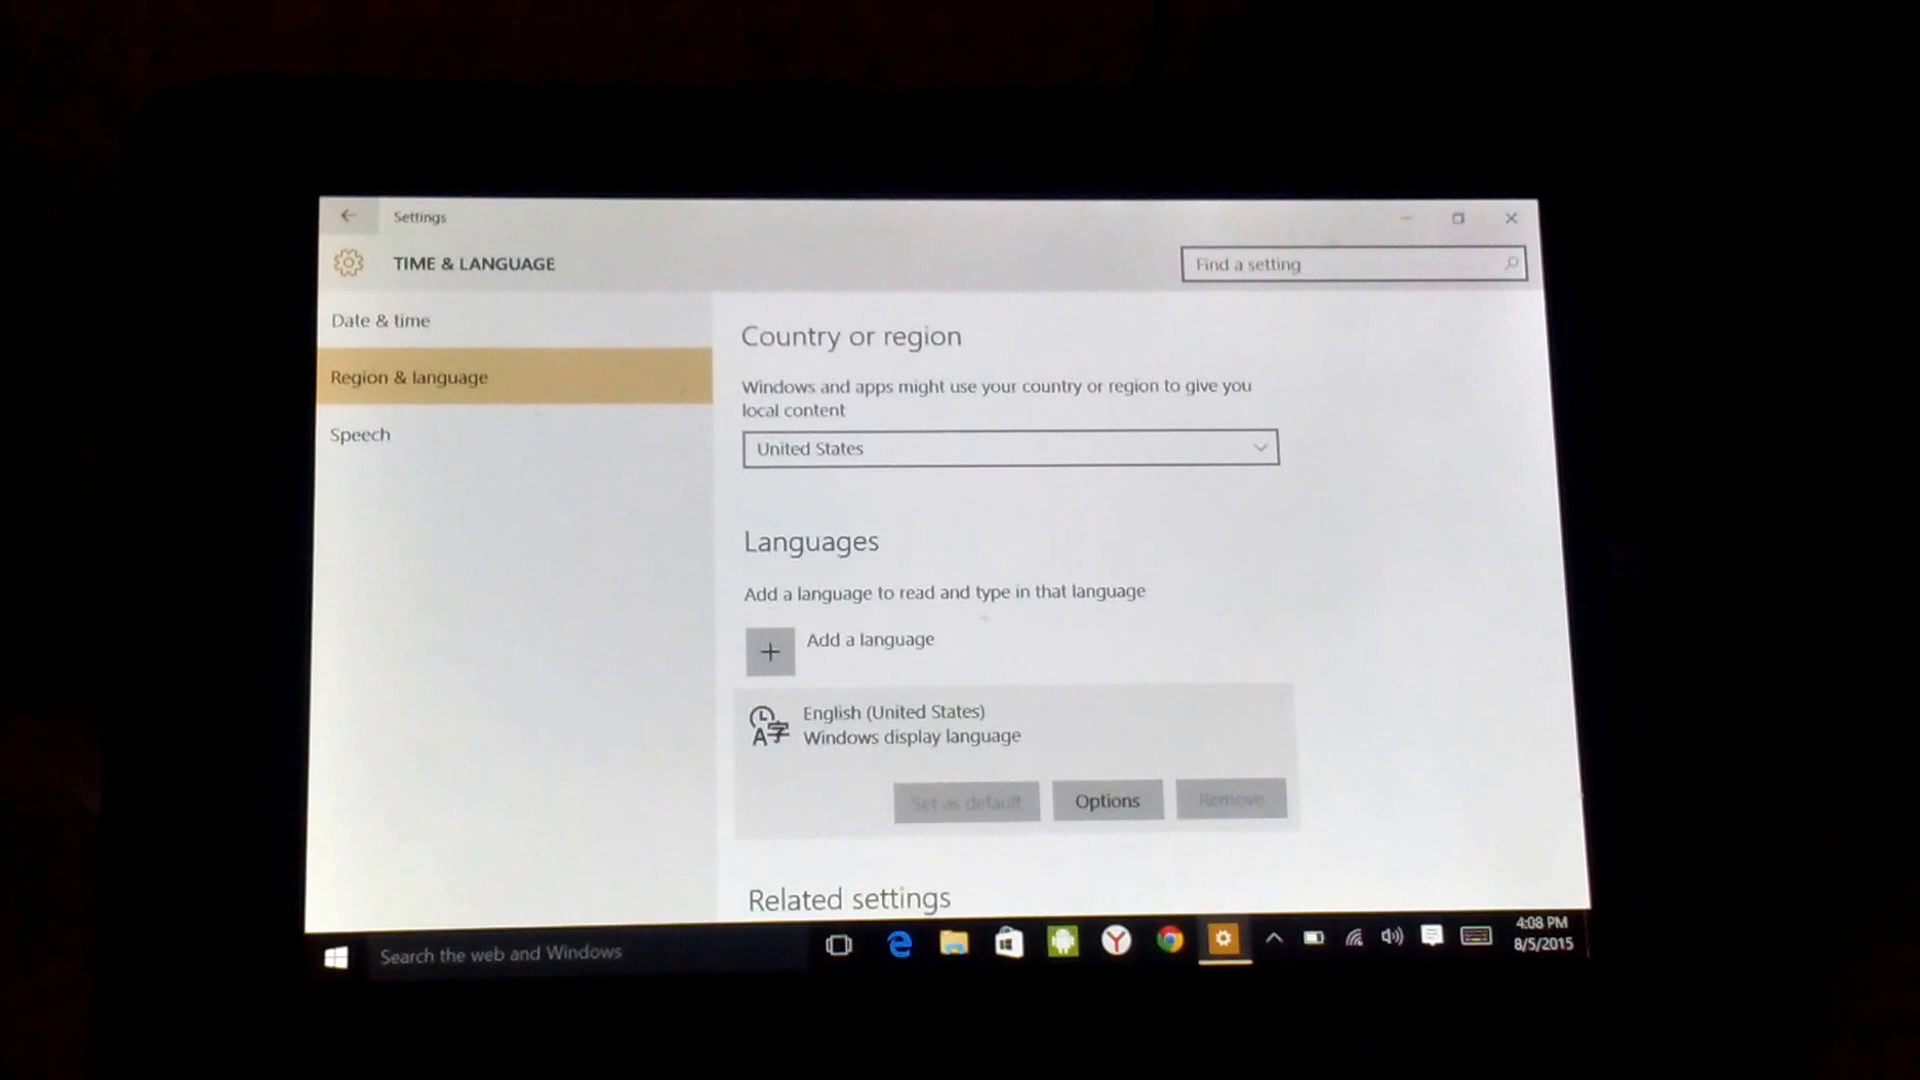 Settings
TIME & LANGUAGE
Find a setting
Date & time
Region & language
Speech
Country or region
Windows and apps might use your country or region to give you
local content
United States
Languages
Add a language to read and type in that language
Add a language
English (United States)
Windows display language
Set as default
Options
Remove
Related settings
Search the web and Windows
4:08 PM
8/5/2015